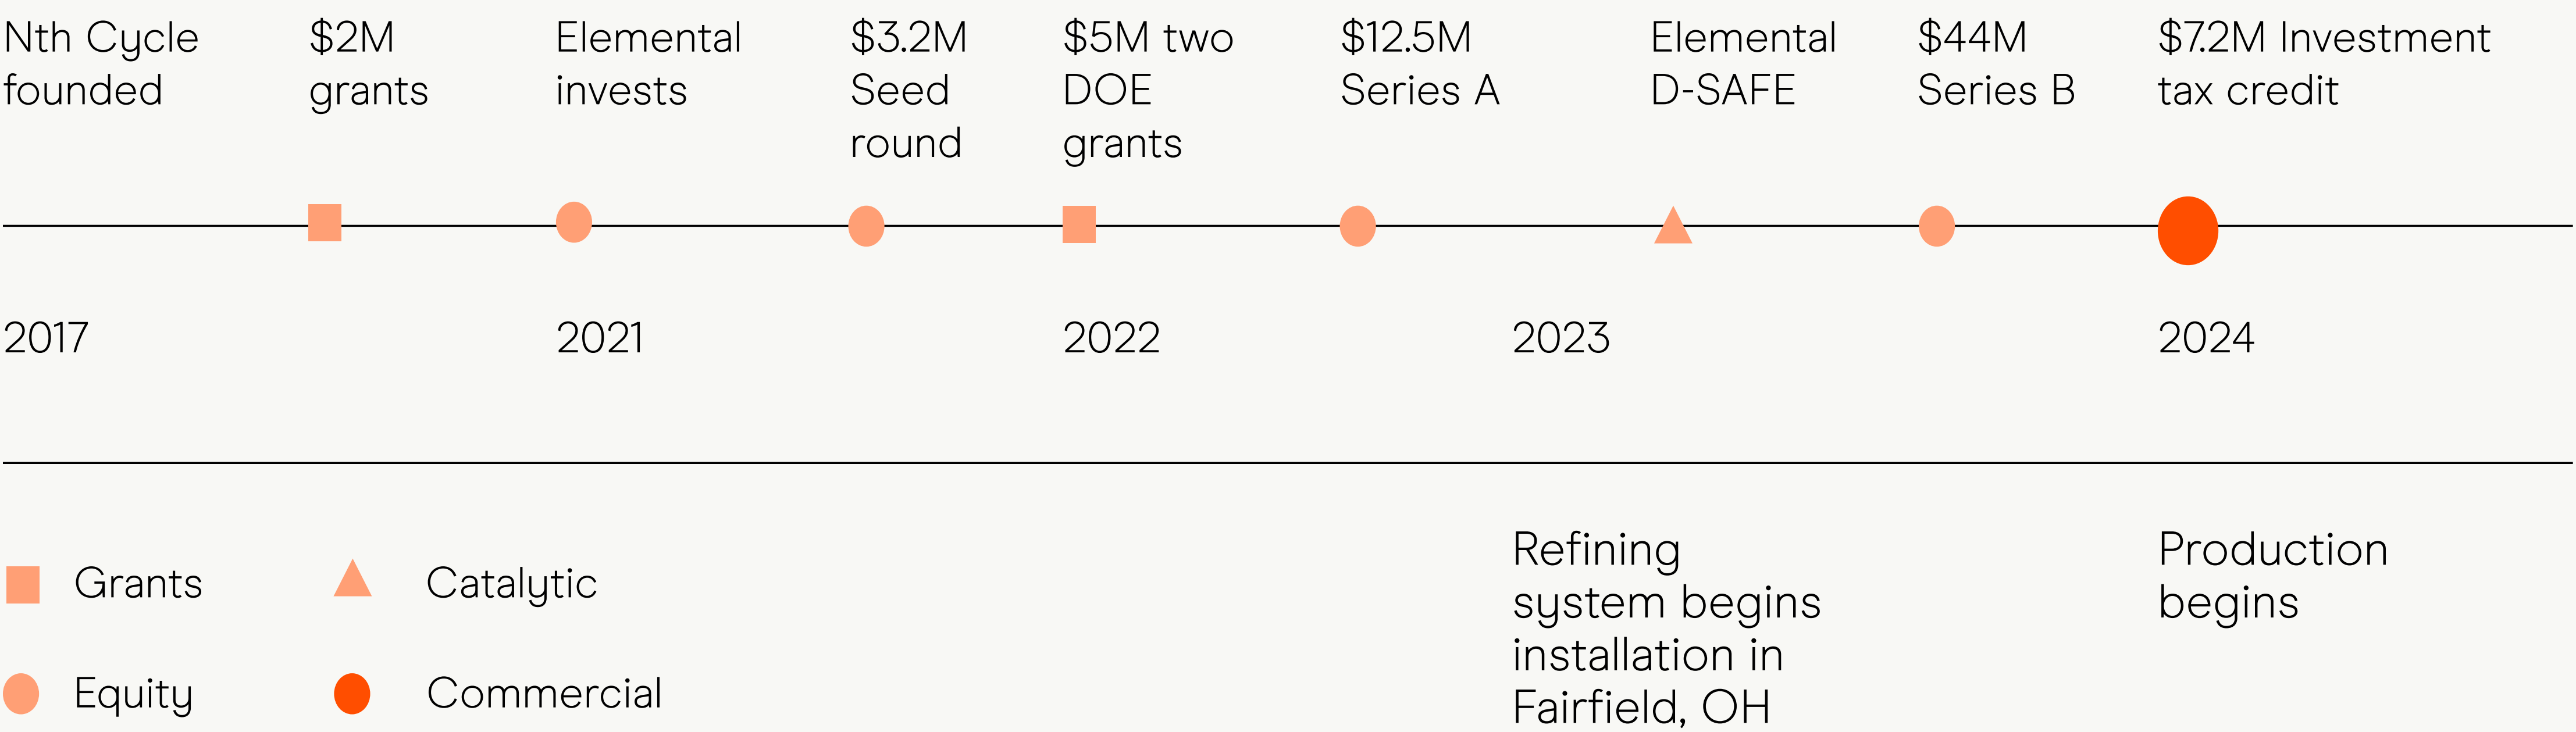 Nth Cycle
founded
$2M
grants
Elemental
invests
$3.2M
Seed
round
$5M two
DOE
grants
$12.5M
Series A
Elemental
D-SAFE
$44M
Series B
$7.2M Investment
tax credit
2017
2021
2022
2023
2024
Grants
Catalytic
Equity
Commercial
Refining
system begins
installation in
Fairfield, OH
Production
begins